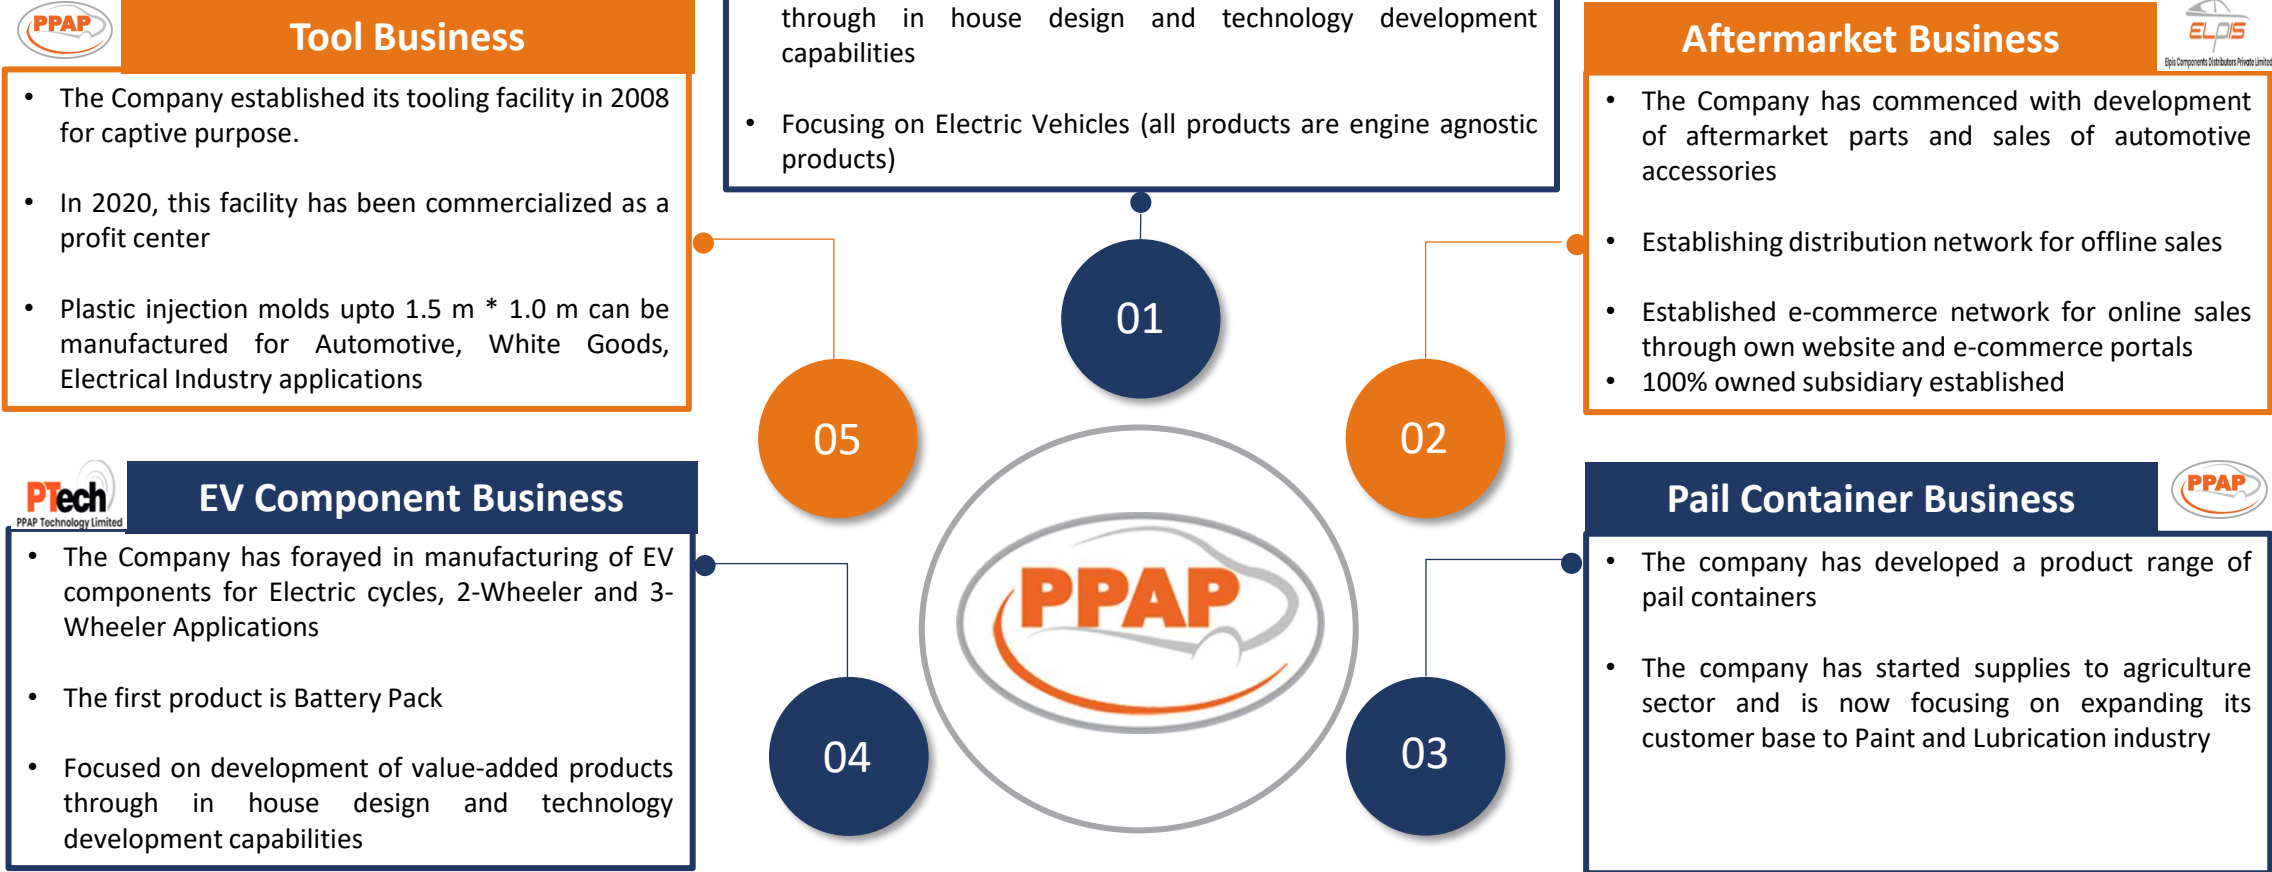 PPAP
Tool Business
• The Company established its tooling facility in 2008
for captive purpose.
• In 2020, this facility has been commercialized as a
profit center
• Plastic injection molds upto 1.5 m * 1.0 m can be
manufactured for Automotive, White Goods,
Electrical Industry applications
through in house design and technology development
capabilities
• Focusing on Electric Vehicles (all products are engine agnostic
products)
Aftermarket Business
ELPIS
Elpis Components Distributors Private Limited
• The Company has commenced with development
of aftermarket parts and sales of automotive
accessories
• Establishing distribution network for offline sales
• Established e-commerce network for online sales
through own website and e-commerce portals
• 100% owned subsidiary established
01
05
02
PTech
PPAP Technology Limited
EV Component Business
• The Company has forayed in manufacturing of EV
components for Electric cycles, 2-Wheeler and 3-
Wheeler Applications
• The first product is Battery Pack
• Focused on development of value-added products
through in house design and technology
development capabilities
PPAP
04
03
Pail Container Business
PPAP
• The company has developed a product range of
pail containers
• The company has started supplies to agriculture
sector and is now focusing on expanding its
customer base to Paint and Lubrication industry